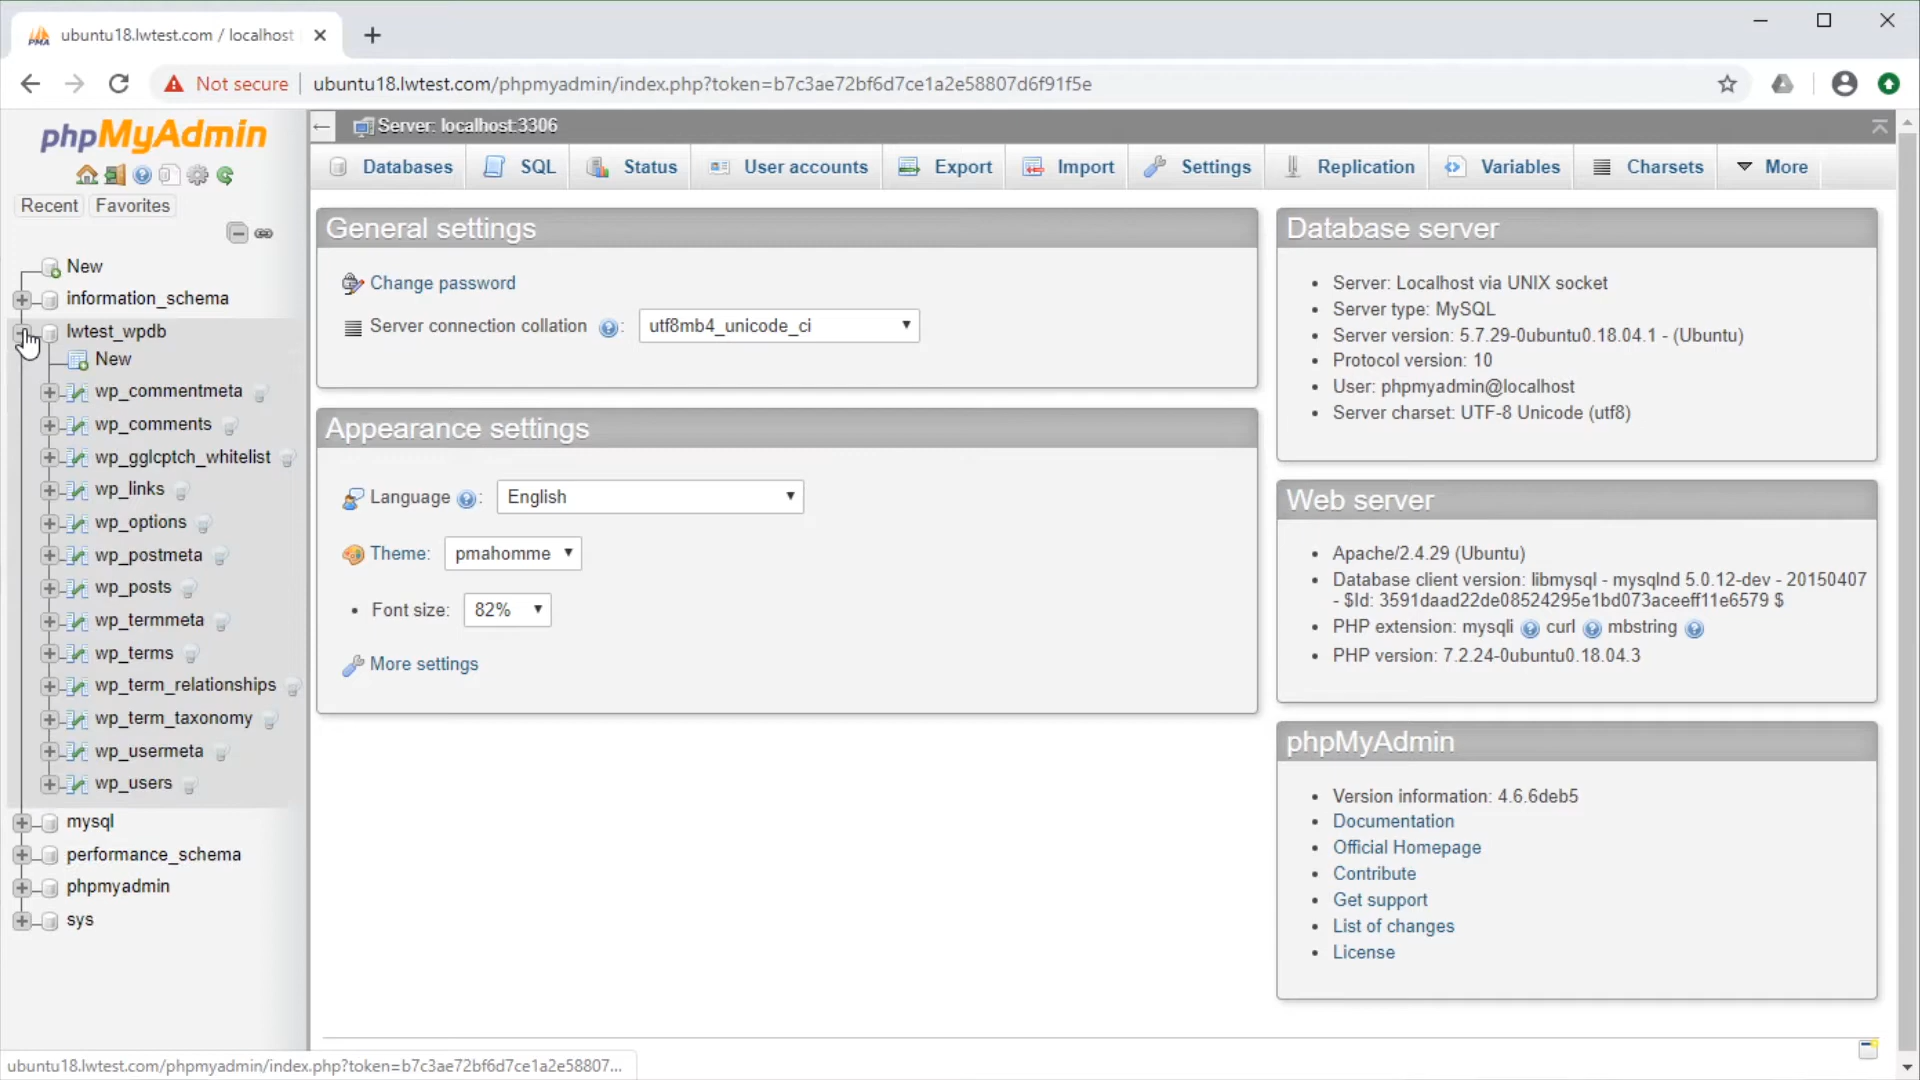 ubuntu18.lwtest.com / localhost
Not secure
ubuntu18.lwtest.com/phpmyadmin/index.php?token=b7c3ae72bf6d7ce1a2e58807d6f91f5e
phpMyAdmin
Recent
Favorites
New
information_schema
lwtest_wpdb
New
wp_commentmeta
wp_comments
wp_gglcptch_whitelist
wp_links
wp_options
wp_postmeta
wp_posts
wp_termmeta
wp_terms
wp_term_relationships
wp_term_taxonomy
wp_usermeta
wp_users
mysql
performance_schema
phpmyadmin
sys
Server: localhost:3306
Databases
SQL
Status
User accounts
Export
Import
Settings
Replication
Variables
Charsets
More
General settings
Change password
Server connection collation :
utf8mb4_unicode_ci
Appearance settings
Language :
English
Theme:
pmahomme
Font size:
82%
More settings
Database server
Server: Localhost via UNIX socket
Server type: MySQL
Server version: 5.7.29-0ubuntu0.18.04.1 - (Ubuntu)
Protocol version: 10
User: phpmyadmin@localhost
Server charset: UTF-8 Unicode (utf8)
Web server
Apache/2.4.29 (Ubuntu)
Database client version: libmysql - mysqlnd 5.0.12-dev - 20150407
- $Id: 3591daad22de08524295e1bd073aceeff11e6579 $
PHP extension: mysqli curl mbstring
PHP version: 7.2.24-0ubuntu0.18.04.3
phpMyAdmin
Version information: 4.6.6deb5
Documentation
Official Homepage
Contribute
Get support
List of changes
License
ubuntu18.lwtest.com/phpmyadmin/index.php?token=b7c3ae72bf6d7ce1a2e58807...